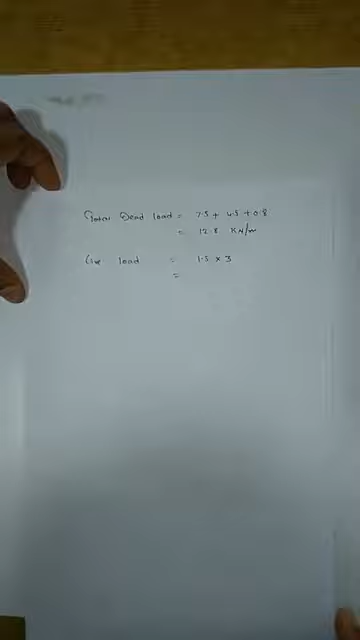 Total Dead load = 7.5 + 4.5 + 0.8
= 12.8 KN/m
Live load = 1.5 × 3
=